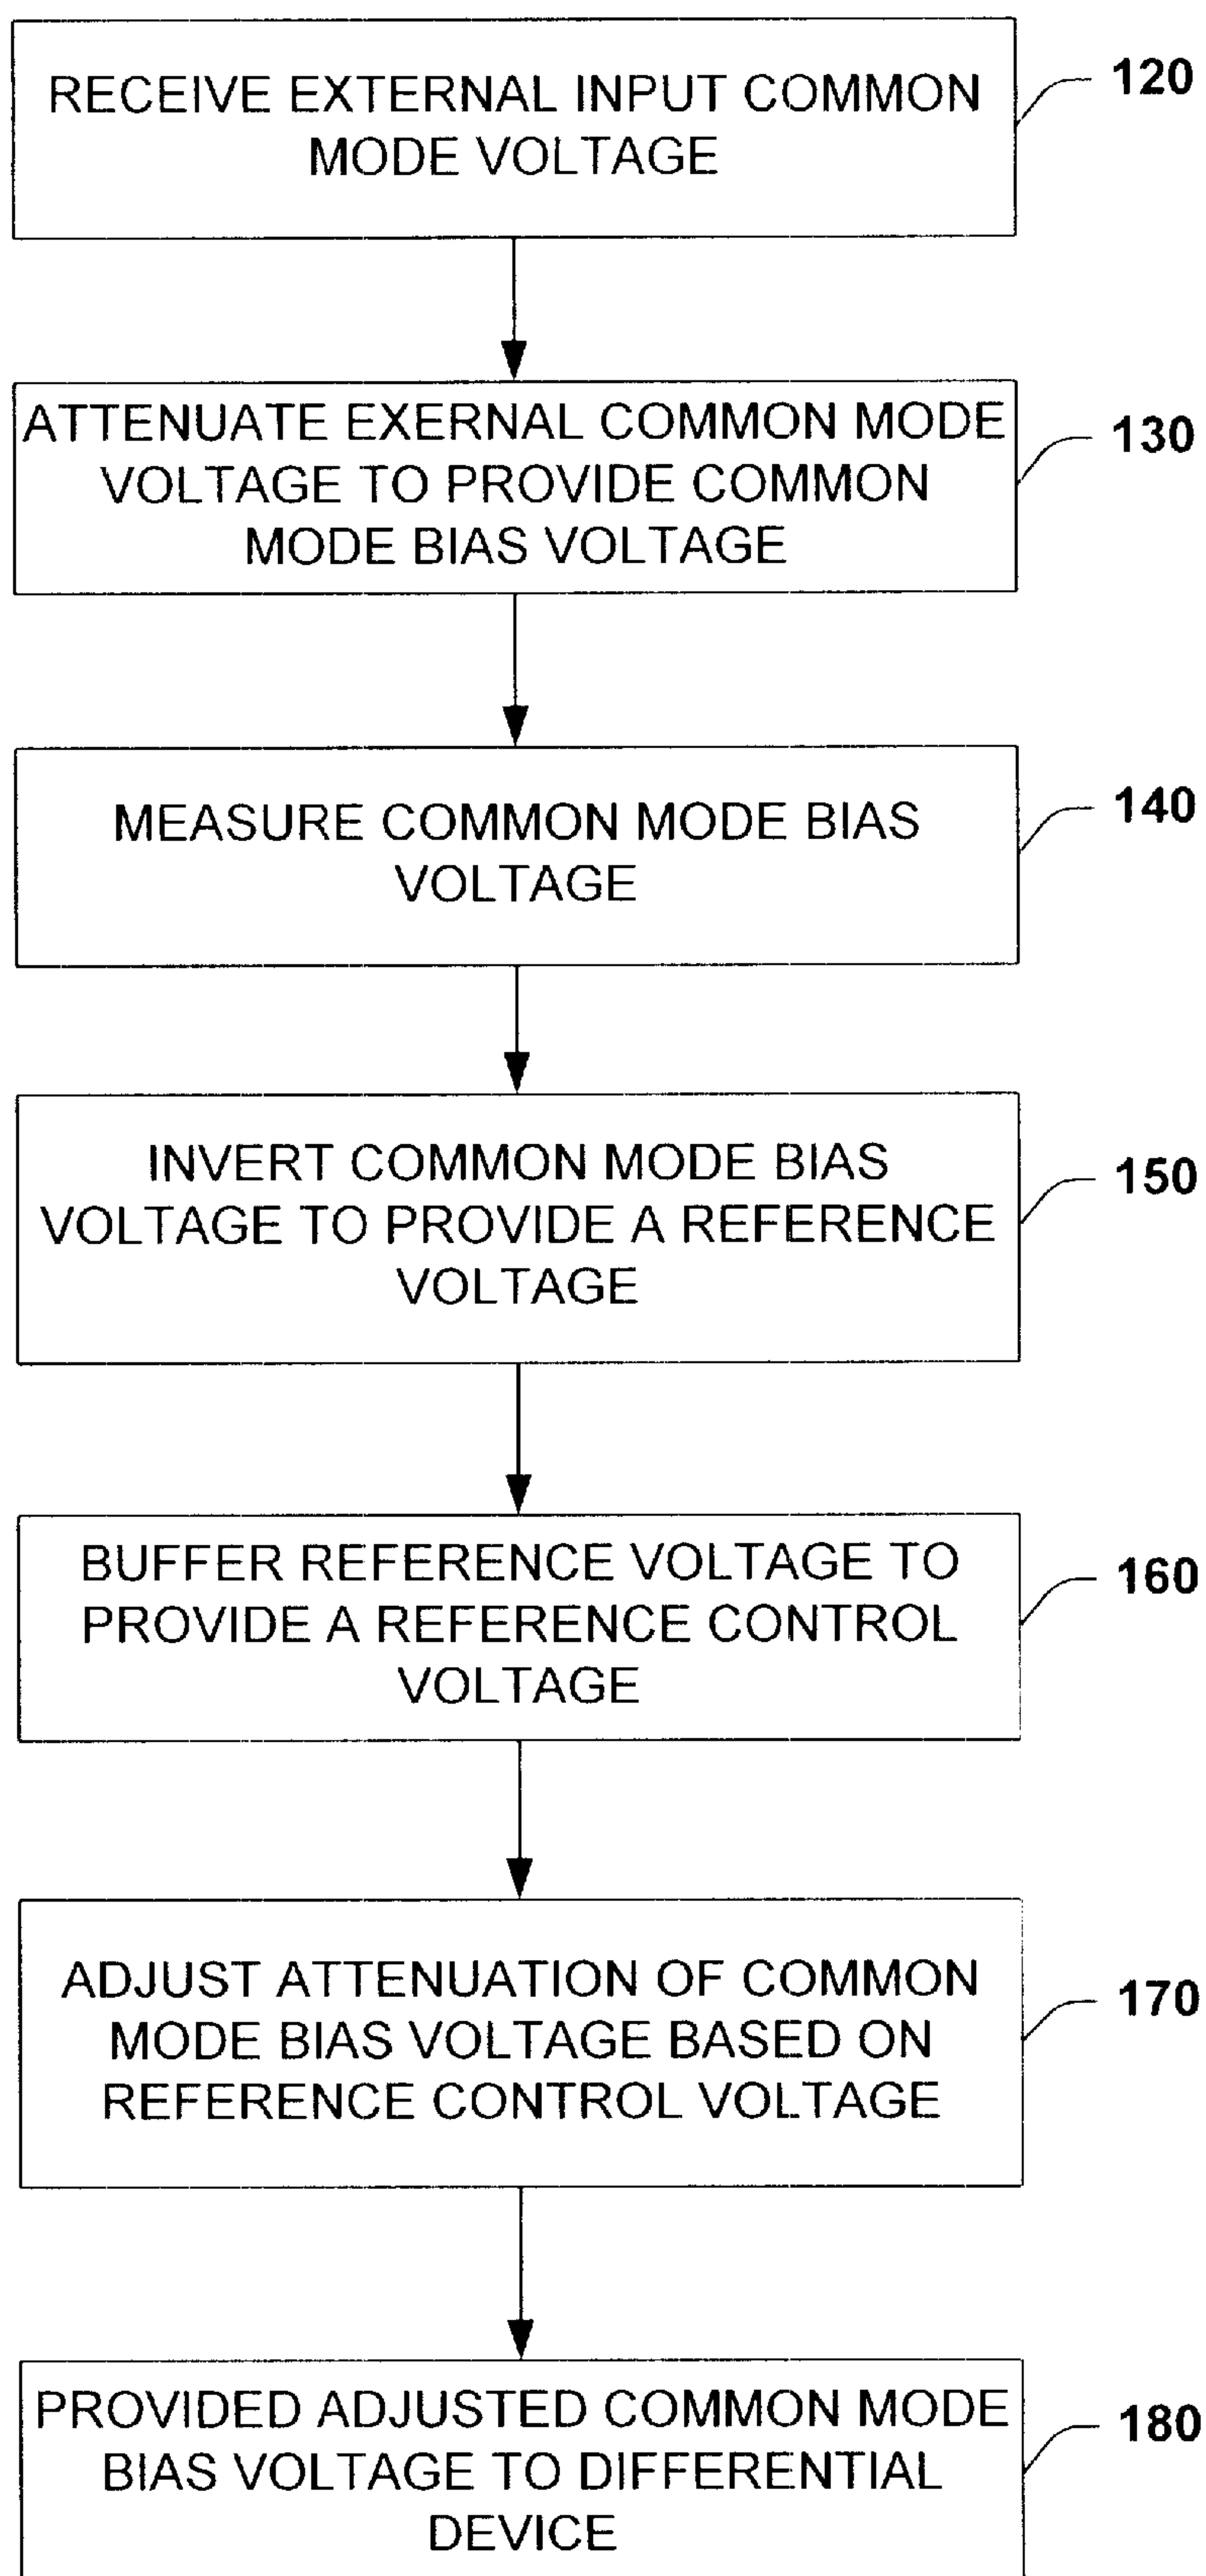 RECEIVE EXTERNAL INPUT COMMON
MODE VOLTAGE
120
ATTENUATE EXERNAL COMMON MODE
VOLTAGE TO PROVIDE COMMON
MODE BIAS VOLTAGE
130
MEASURE COMMON MODE BIAS
VOLTAGE
140
INVERT COMMON MODE BIAS
VOLTAGE TO PROVIDE A REFERENCE
VOLTAGE
150
BUFFER REFERENCE VOLTAGE TO
PROVIDE A REFERENCE CONTROL
VOLTAGE
160
ADJUST ATTENUATION OF COMMON
MODE BIAS VOLTAGE BASED ON
REFERENCE CONTROL VOLTAGE
170
PROVIDED ADJUSTED COMMON MODE
BIAS VOLTAGE TO DIFFERENTIAL
DEVICE
180